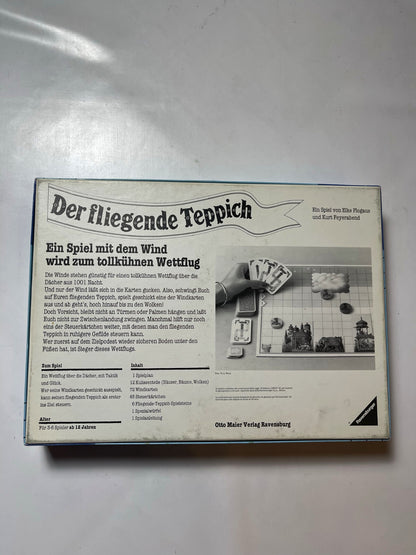 Der fliegende Teppich
Ein Spiel von Elke Plogaus
und Kurt Feyerabend
Ein Spiel mit dem Wind
wird zum tollkühnen Wettflug
Die Winde stehen günstig für einen tollkühnen Wettflug über die
Dächer aus 1001 Nacht.
Und nur der Wind läßt sich in die Karten gucken. Also, schwingt Euch
auf Euren fliegenden Teppich, spielt geschickt eine der Windkarten
aus und ab geht's, hoch hinauf bis zu den Wolken!
Doch Vorsicht, bleibt nicht an Türmen oder Palmen hängen und laßt
Euch nicht zur Zwischenlandung zwingen. Manchmal hilft nur noch
eine der Steuerkärtchen weiter, mit denen man den fliegenden
Teppich in ruhigere Gefilde steuern kann.
Wer zuerst auf dem Zielpodest wieder sicheren Boden unter den
Füßen hat, ist Sieger dieses Wettflugs.
Zum Spiel
Ein Wettflug über die Dächer, mit Taktik
und Glück.
Wer seine Windkarten geschickt ausspielt,
kann seinen fliegenden Teppich als erster
ins Ziel steuern.
Alter
Für 3-6 Spieler ab 12 Jahren
Inhalt
1 Spielplan
12 Kulissenteile (Häuser, Bäume, Wolken)
72 Windkarten
6 Fliegende-Teppich-Spielsteine
1 Spezialwürfel
1 Spielanleitung
Otto Maier Verlag Ravensburg
Ravensburger